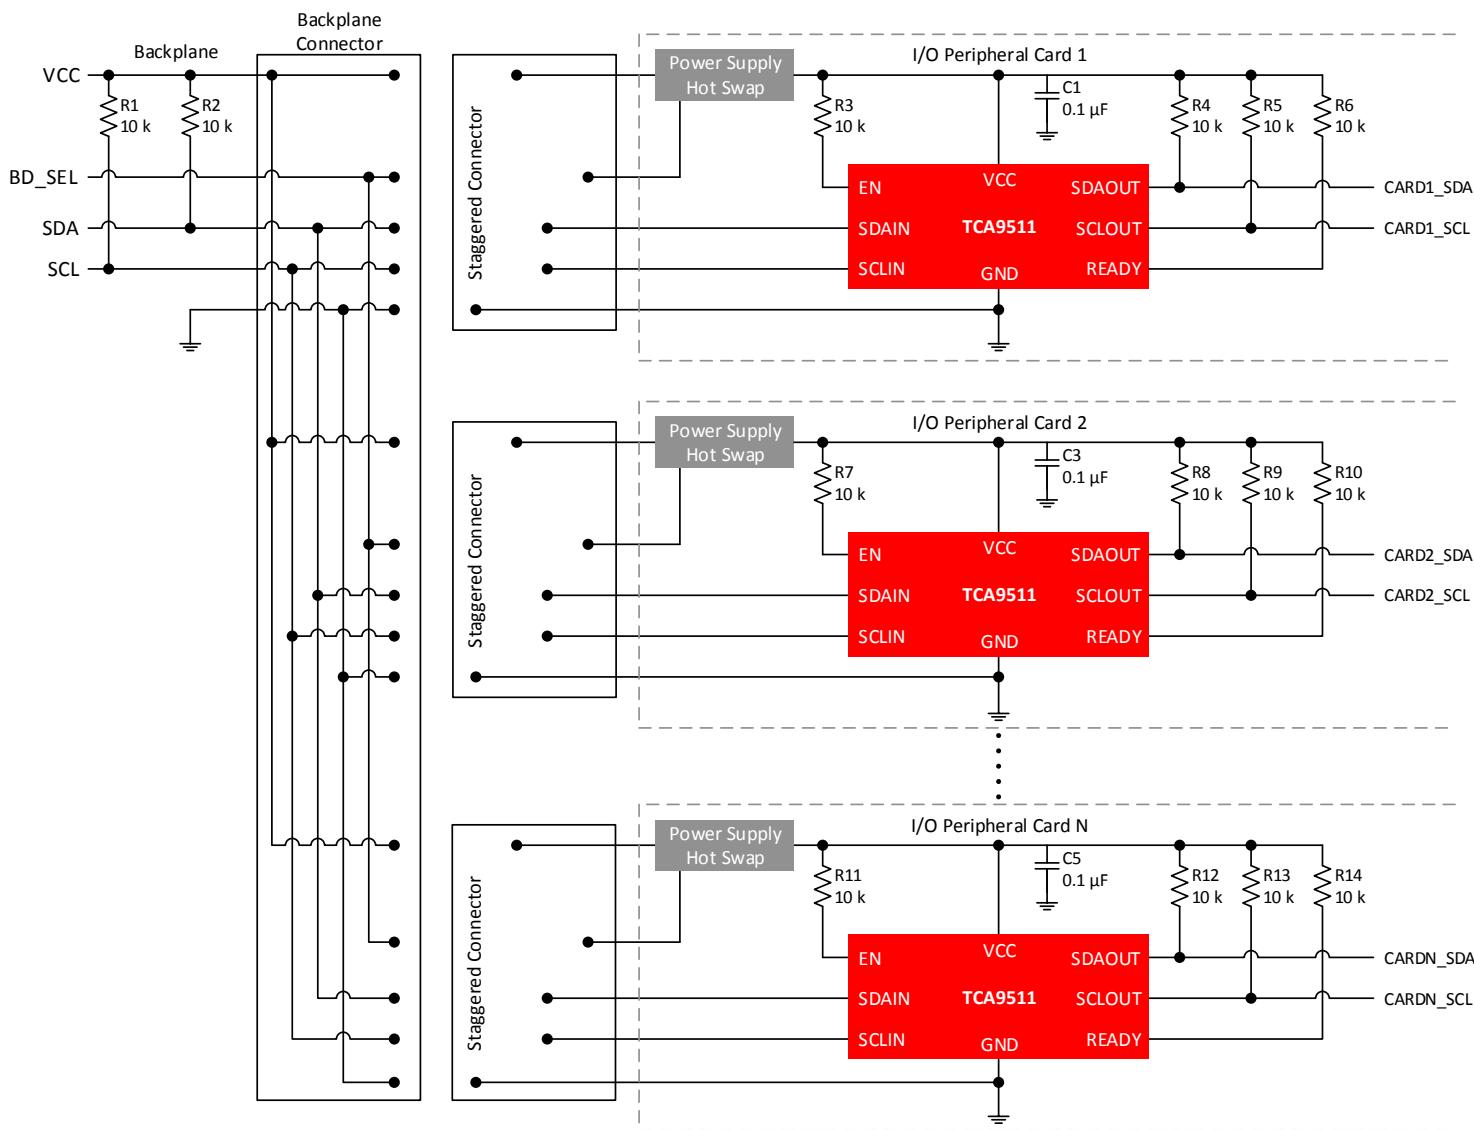 Backplane
Connector
Backplane
VCC
R1
10 k
R2
10 k
BD_SEL
SDA
SCL
Staggered Connector
Power Supply
Hot Swap
I/O Peripheral Card 1
R3
10 k
C1
0.1 µF
R4
10 k
R5
10 k
R6
10 k
EN
VCC
SDAOUT
SDAIN
TCA9511
SCLOUT
SCLIN
GND
READY
CARD1_SDA
CARD1_SCL
Staggered Connector
Power Supply
Hot Swap
I/O Peripheral Card 2
R7
10 k
C3
0.1 µF
R8
10 k
R9
10 k
R10
10 k
EN
VCC
SDAOUT
SDAIN
TCA9511
SCLOUT
SCLIN
GND
READY
CARD2_SDA
CARD2_SCL
Staggered Connector
Power Supply
Hot Swap
I/O Peripheral Card N
R11
10 k
C5
0.1 µF
R12
10 k
R13
10 k
R14
10 k
EN
VCC
SDAOUT
SDAIN
TCA9511
SCLOUT
SCLIN
GND
READY
CARDN_SDA
CARDN_SCL